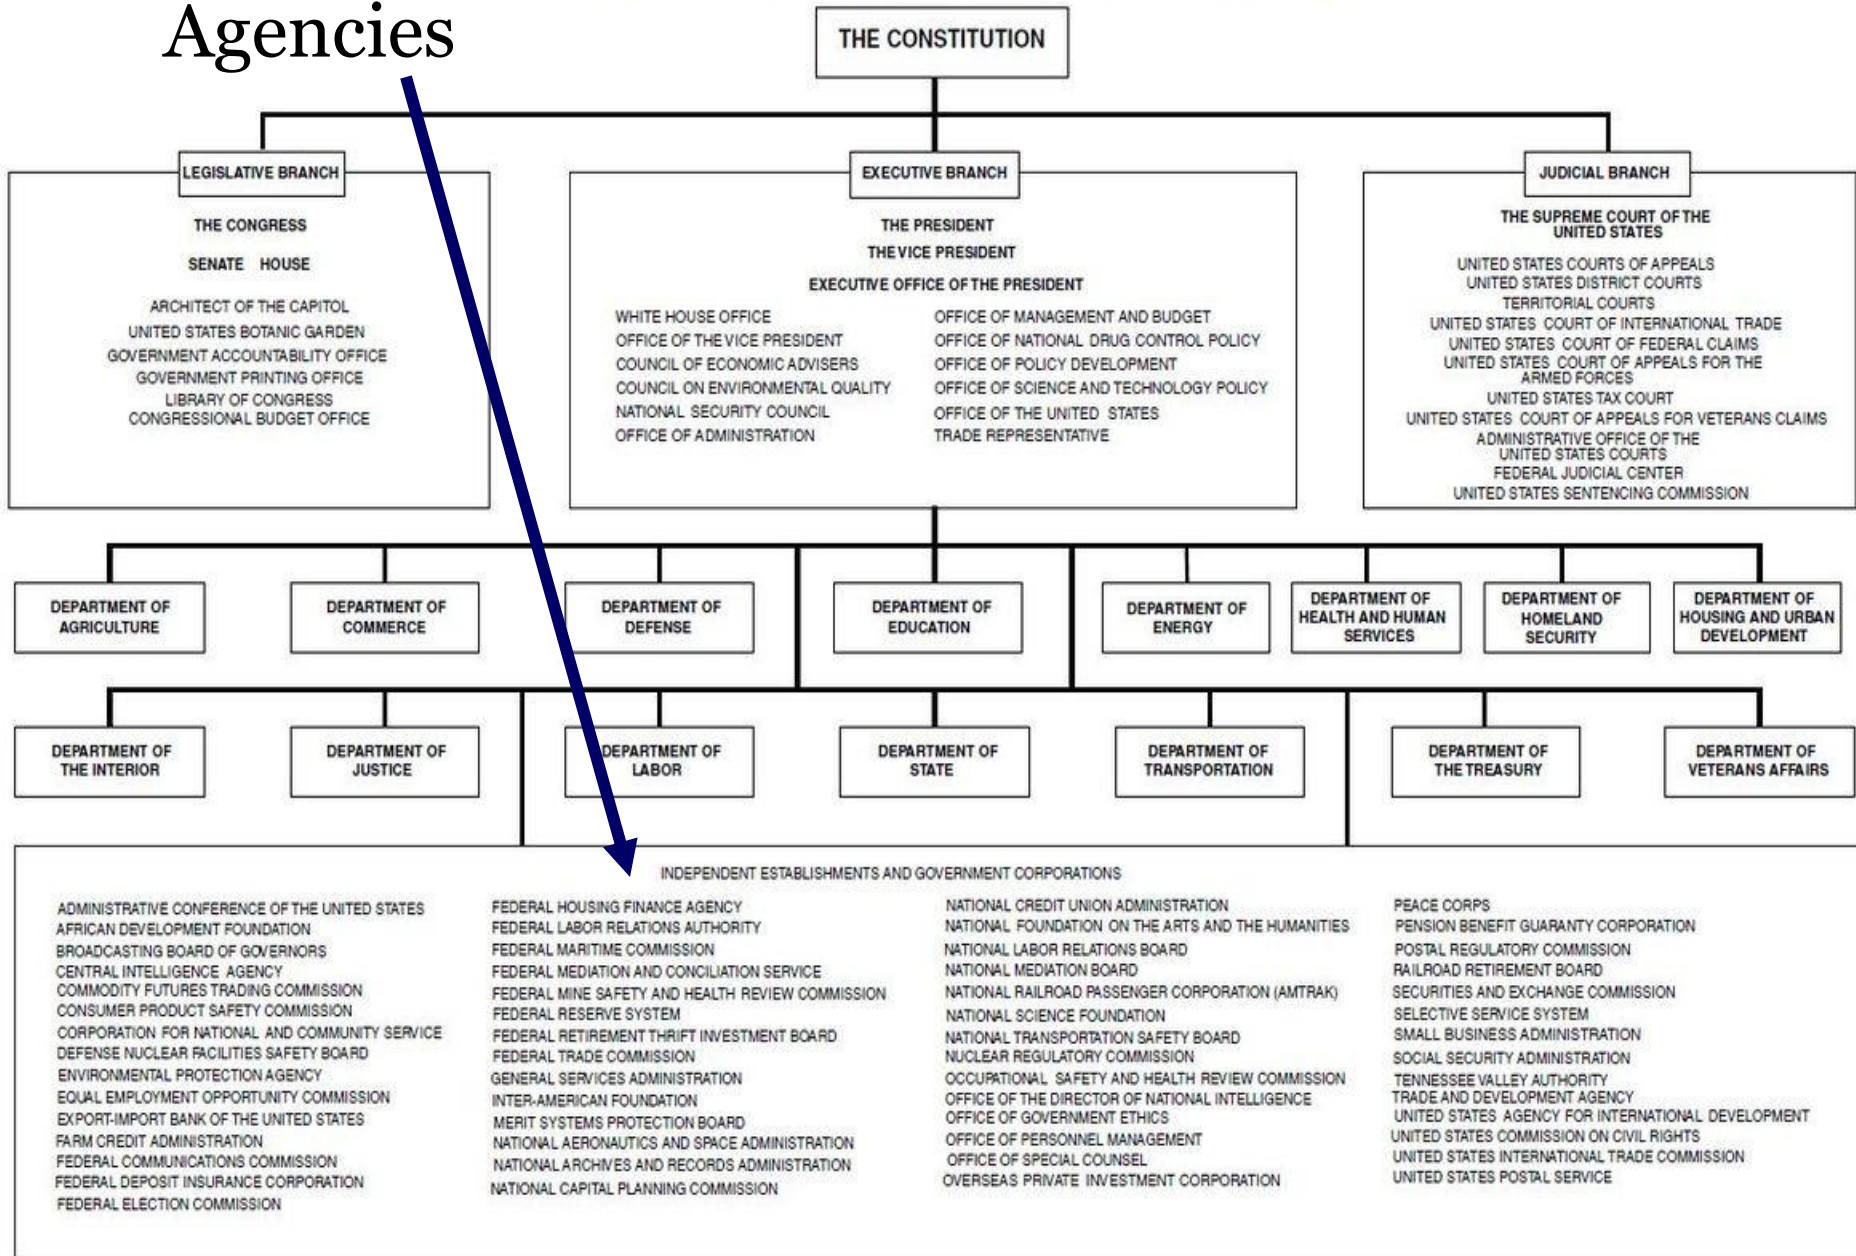 Agencies
THE CONSTITUTION
LEGISLATIVE BRANCH
THE CONGRESS
SENATE HOUSE
ARCHITECT OF THE CAPITOL
UNITED STATES BOTANIC GARDEN
GOVERNMENT ACCOUNTABILITY OFFICE
GOVERNMENT PRINTING OFFICE
LIBRARY OF CONGRESS
CONGRESSIONAL BUDGET OFFICE
EXECUTIVE BRANCH
THE PRESIDENT
THE VICE PRESIDENT
EXECUTIVE OFFICE OF THE PRESIDENT
WHITE HOUSE OFFICE
OFFICE OF THE VICE PRESIDENT
COUNCIL OF ECONOMIC ADVISERS
COUNCIL ON ENVIRONMENTAL QUALITY
NATIONAL SECURITY COUNCIL
OFFICE OF ADMINISTRATION
OFFICE OF MANAGEMENT AND BUDGET
OFFICE OF NATIONAL DRUG CONTROL POLICY
OFFICE OF POLICY DEVELOPMENT
OFFICE OF SCIENCE AND TECHNOLOGY POLICY
OFFICE OF THE UNITED STATES
TRADE REPRESENTATIVE
JUDICIAL BRANCH
THE SUPREME COURT OF THE
UNITED STATES
UNITED STATES COURTS OF APPEALS
UNITED STATES DISTRICT COURTS
TERRITORIAL COURTS
UNITED STATES COURT OF INTERNATIONAL TRADE
UNITED STATES COURT OF FEDERAL CLAIMS
UNITED STATES COURT OF APPEALS FOR THE
ARMED FORCES
UNITED STATES TAX COURT
UNITED STATES COURT OF APPEALS FOR VETERANS CLAIMS
ADMINISTRATIVE OFFICE OF THE
UNITED STATES COURTS
FEDERAL JUDICIAL CENTER
UNITED STATES SENTENCING COMMISSION
DEPARTMENT OF
AGRICULTURE
DEPARTMENT OF
COMMERCE
DEPARTMENT OF
DEFENSE
DEPARTMENT OF
EDUCATION
DEPARTMENT OF
ENERGY
DEPARTMENT OF
HEALTH AND HUMAN
SERVICES
DEPARTMENT OF
HOMELAND
SECURITY
DEPARTMENT OF
HOUSING AND URBAN
DEVELOPMENT
DEPARTMENT OF
THE INTERIOR
DEPARTMENT OF
JUSTICE
DEPARTMENT OF
LABOR
DEPARTMENT OF
STATE
DEPARTMENT OF
TRANSPORTATION
DEPARTMENT OF
THE TREASURY
DEPARTMENT OF
VETERANS AFFAIRS
INDEPENDENT ESTABLISHMENTS AND GOVERNMENT CORPORATIONS
ADMINISTRATIVE CONFERENCE OF THE UNITED STATES
AFRICAN DEVELOPMENT FOUNDATION
BROADCASTING BOARD OF GOVERNORS
CENTRAL INTELLIGENCE AGENCY
COMMODITY FUTURES TRADING COMMISSION
CONSUMER PRODUCT SAFETY COMMISSION
CORPORATION FOR NATIONAL AND COMMUNITY SERVICE
DEFENSE NUCLEAR FACILITIES SAFETY BOARD
ENVIRONMENTAL PROTECTION AGENCY
EQUAL EMPLOYMENT OPPORTUNITY COMMISSION
EXPORT-IMPORT BANK OF THE UNITED STATES
FARM CREDIT ADMINISTRATION
FEDERAL COMMUNICATIONS COMMISSION
FEDERAL DEPOSIT INSURANCE CORPORATION
FEDERAL ELECTION COMMISSION
FEDERAL HOUSING FINANCE AGENCY
FEDERAL LABOR RELATIONS AUTHORITY
FEDERAL MARITIME COMMISSION
FEDERAL MEDIATION AND CONCILIATION SERVICE
FEDERAL MINE SAFETY AND HEALTH REVIEW COMMISSION
FEDERAL RESERVE SYSTEM
FEDERAL RETIREMENT THRIFT INVESTMENT BOARD
FEDERAL TRADE COMMISSION
GENERAL SERVICES ADMINISTRATION
INTER-AMERICAN FOUNDATION
MERIT SYSTEMS PROTECTION BOARD
NATIONAL AERONAUTICS AND SPACE ADMINISTRATION
NATIONAL ARCHIVES AND RECORDS ADMINISTRATION
NATIONAL CAPITAL PLANNING COMMISSION
NATIONAL CREDIT UNION ADMINISTRATION
NATIONAL FOUNDATION ON THE ARTS AND THE HUMANITIES
NATIONAL LABOR RELATIONS BOARD
NATIONAL MEDIATION BOARD
NATIONAL RAILROAD PASSENGER CORPORATION (AMTRAK)
NATIONAL SCIENCE FOUNDATION
NATIONAL TRANSPORTATION SAFETY BOARD
NUCLEAR REGULATORY COMMISSION
OCCUPATIONAL SAFETY AND HEALTH REVIEW COMMISSION
OFFICE OF THE DIRECTOR OF NATIONAL INTELLIGENCE
OFFICE OF GOVERNMENT ETHICS
OFFICE OF PERSONNEL MANAGEMENT
OFFICE OF SPECIAL COUNSEL
OVERSEAS PRIVATE INVESTMENT CORPORATION
PEACE CORPS
PENSION BENEFIT GUARANTY CORPORATION
POSTAL REGULATORY COMMISSION
RAILROAD RETIREMENT BOARD
SECURITIES AND EXCHANGE COMMISSION
SELECTIVE SERVICE SYSTEM
SMALL BUSINESS ADMINISTRATION
SOCIAL SECURITY ADMINISTRATION
TENNESSEE VALLEY AUTHORITY
TRADE AND DEVELOPMENT AGENCY
UNITED STATES AGENCY FOR INTERNATIONAL DEVELOPMENT
UNITED STATES COMMISSION ON CIVIL RIGHTS
UNITED STATES INTERNATIONAL TRADE COMMISSION
UNITED STATES POSTAL SERVICE